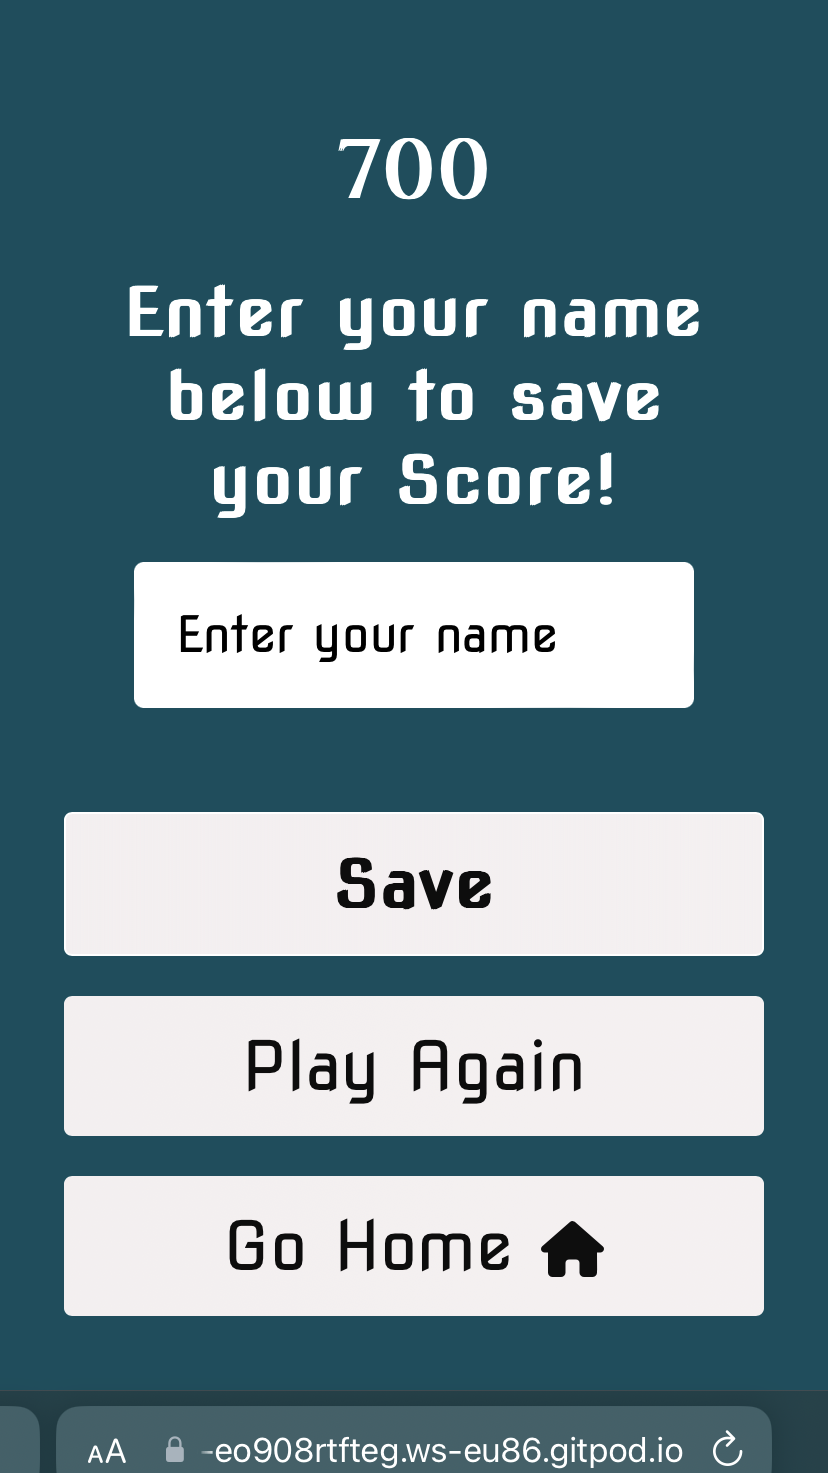 700
Enter your name
below to save
your Score!
Enter your name
Save
Play Again
Go Home
AA -eo908rtfteg.ws-eu86.gitpod.io